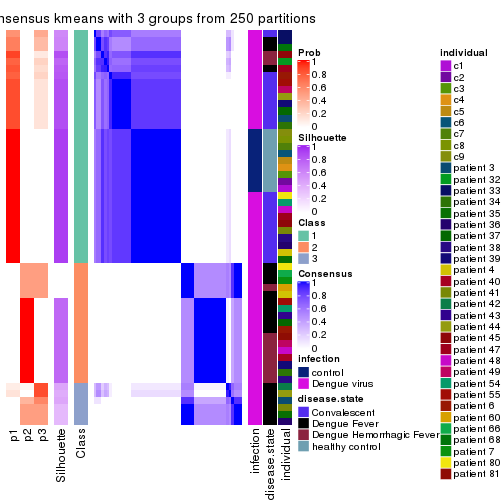 nsensus kmeans with 3 groups from 250 partitions
Prob
1
0.8
0.6
0.4
0.2
0
Silhouette
1
0.8
0.6
0.4
0.2
0
Class
1
2
3
Consensus
1
0.8
0.6
0.4
0.2
0
infection
control
Dengue virus
disease.state
Convalescent
Dengue Fever
Dengue Hemorrhagic Fever
healthy control
individual
c1
c2
c3
c4
c5
c6
c7
c8
c9
patient 3
patient 32
patient 33
patient 34
patient 35
patient 36
patient 37
patient 38
patient 39
patient 4
patient 40
patient 41
patient 42
patient 43
patient 44
patient 45
patient 47
patient 48
patient 49
patient 54
patient 55
patient 6
patient 60
patient 66
patient 68
patient 7
patient 80
patient 81
p1
p2
p3
Silhouette
Class
infection
disease.state
individual